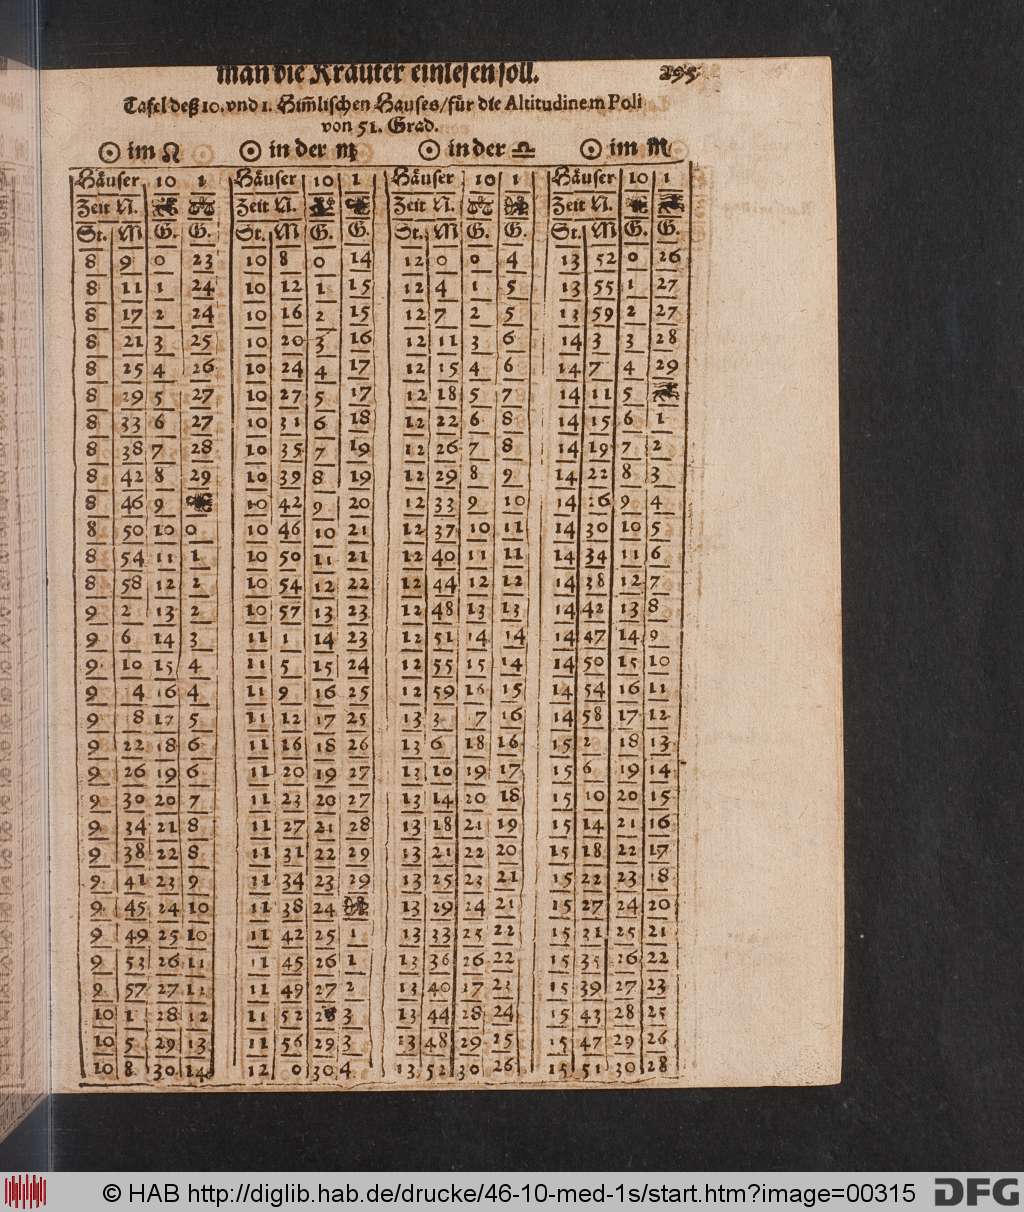 man die Kräuter einlesen soll. 295
Tafel deß 10. vnd 1. Him̃lischen Hauses/ für die Altitudinem Poli
von 51. Grad.
☉ im ♌ ☉ in der ♍ ☉ in der ♎ ☉ im ♏
Häuser 10 1 Häuser 10 1 Häuser 10 1 Häuser 10 1
Zeit N. Zeit N. Zeit N. Zeit N.
St. M G. G. St. M G. G. St. M G. G. St. M G. G.
8 9 0 23 10 8 0 14 12 0 0 4 13 52 0 26
8 11 1 24 10 12 1 15 12 4 1 5 13 55 1 27
8 17 2 24 10 16 2 15 12 7 2 5 13 59 2 27
8 21 3 25 10 20 3 16 12 11 3 6 14 3 3 28
8 25 4 26 10 24 4 17 12 15 4 6 14 7 4 29
8 29 5 27 10 27 5 17 12 18 5 7 14 11 5
8 33 6 27 10 31 6 18 12 22 6 8 14 15 6 1
8 38 7 28 10 35 7 19 12 26 7 8 14 19 7 2
8 42 8 29 10 39 8 19 12 29 8 9 14 22 8 3
8 46 9 10 42 9 20 12 33 9 10 14 26 9 4
8 50 10 0 10 46 10 21 12 37 10 11 14 30 10 5
8 54 11 1 10 50 11 21 12 40 11 11 14 34 11 6
8 58 12 2 10 54 12 22 12 44 12 12 14 38 12 7
9 2 13 2 10 57 13 23 12 48 13 13 14 42 13 8
9 6 14 3 11 1 14 23 12 51 14 14 14 47 14 9
9 10 15 4 11 5 15 24 12 55 15 14 14 50 15 10
9 4 16 4 11 9 16 25 12 59 16 15 14 54 16 11
9 8 17 5 11 12 17 25 13 3 7 16 14 58 17 12
9 22 18 6 11 16 18 26 13 6 18 16 15 2 18 13
9 26 19 6 11 20 19 27 13 10 19 17 15 6 19 14
9 30 20 7 11 23 20 27 13 14 20 18 15 10 20 15
9 34 21 8 11 27 21 28 13 18 21 19 15 14 21 16
9 38 22 8 11 31 22 29 13 21 22 20 15 18 22 17
9 41 23 9 11 34 23 29 13 25 23 21 15 22 23 18
9 45 24 10 11 38 24 13 29 24 21 15 27 24 20
9 49 25 10 11 42 25 1 13 33 25 22 15 31 25 21
9 53 26 11 11 45 26 1 13 36 26 22 15 35 26 22
9 57 27 12 11 49 27 2 13 40 27 23 15 39 27 23
10 1 28 12 11 52 28 3 13 44 28 24 15 43 28 25
10 5 29 13 11 56 29 3 13 48 29 25 15 47 29 26
10 8 30 14 12 0 30 4 13 52 30 26 15 51 30 28
© HAB http://diglib.hab.de/drucke/46-10-med-1s/start.htm?image=00315 DFG